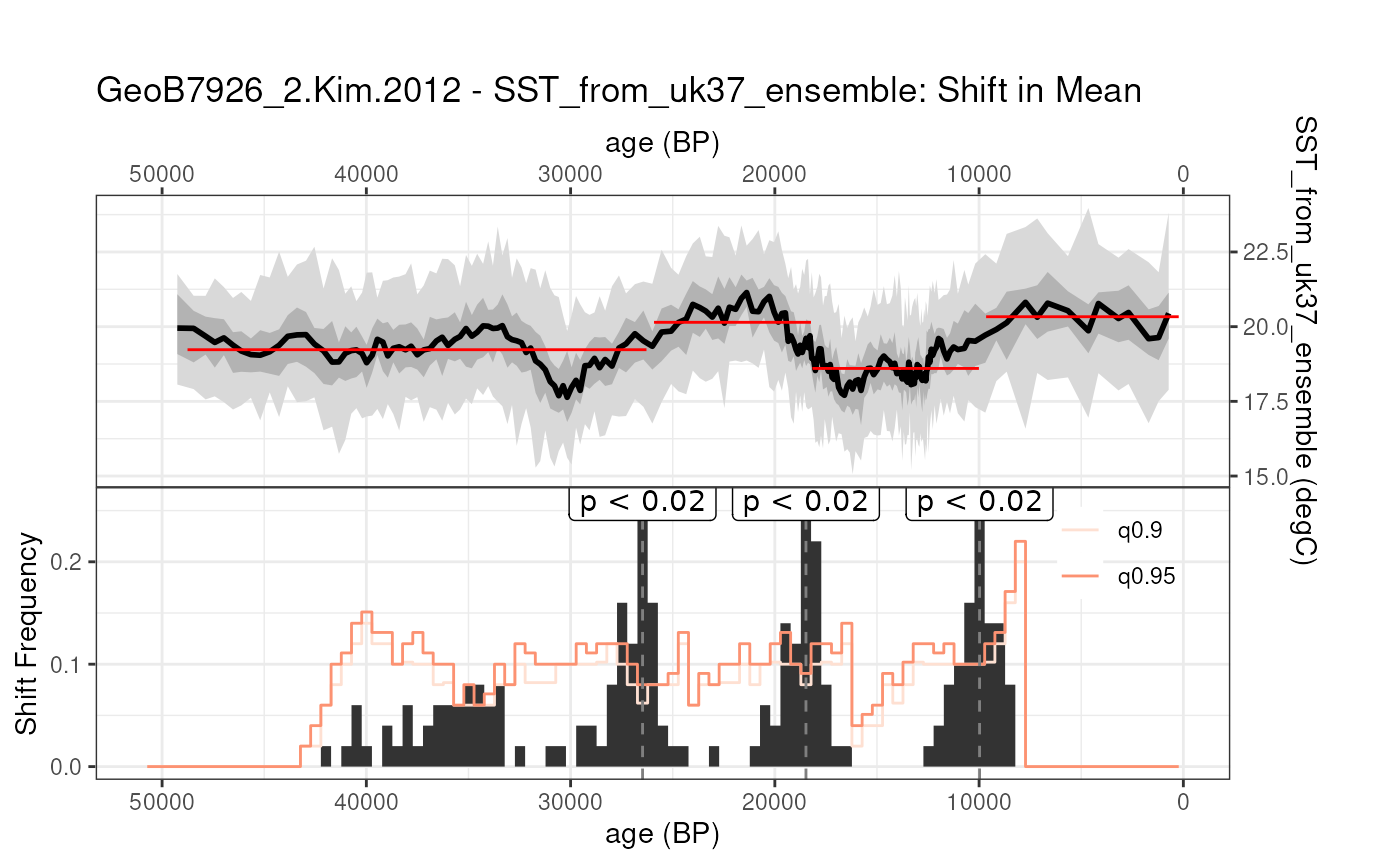 GeoB7926_2.Kim.2012 - SST_from_uk37_ensemble: Shift in Mean
age (BP)
50000 40000 30000 20000 10000 0
22.5
20.0
17.5
15.0
SST_from_uk37_ensemble (degC)
p < 0.02 p < 0.02 p < 0.02
q0.9
q0.95
0.2
0.1
0.0
Shift Frequency
50000 40000 30000 20000 10000 0
age (BP)